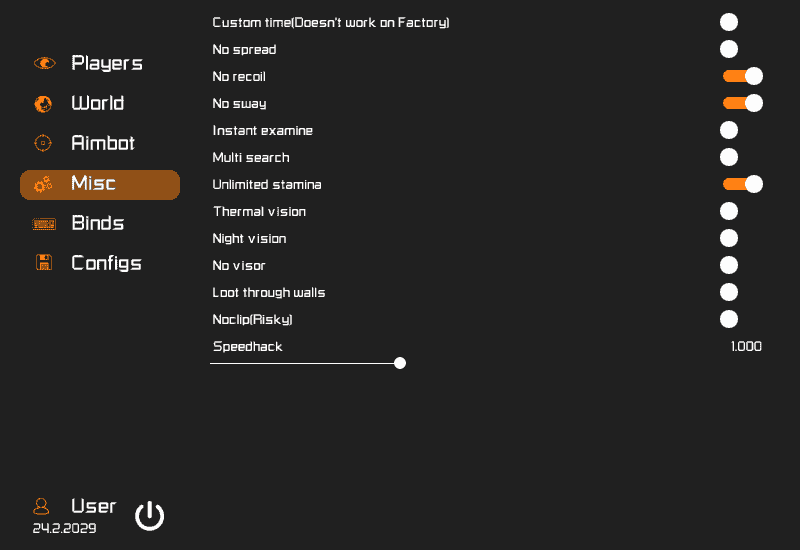 Players
World
Aimbot
Misc
Binds
Configs
Custom time(Doesn't work on Factory)
No spread
No recoil
No sway
Instant examine
Multi search
Unlimited stamina
Thermal vision
Night vision
No visor
Loot through walls
Noclip(Risky)
Speedhack 1.000
User
24.2.2029